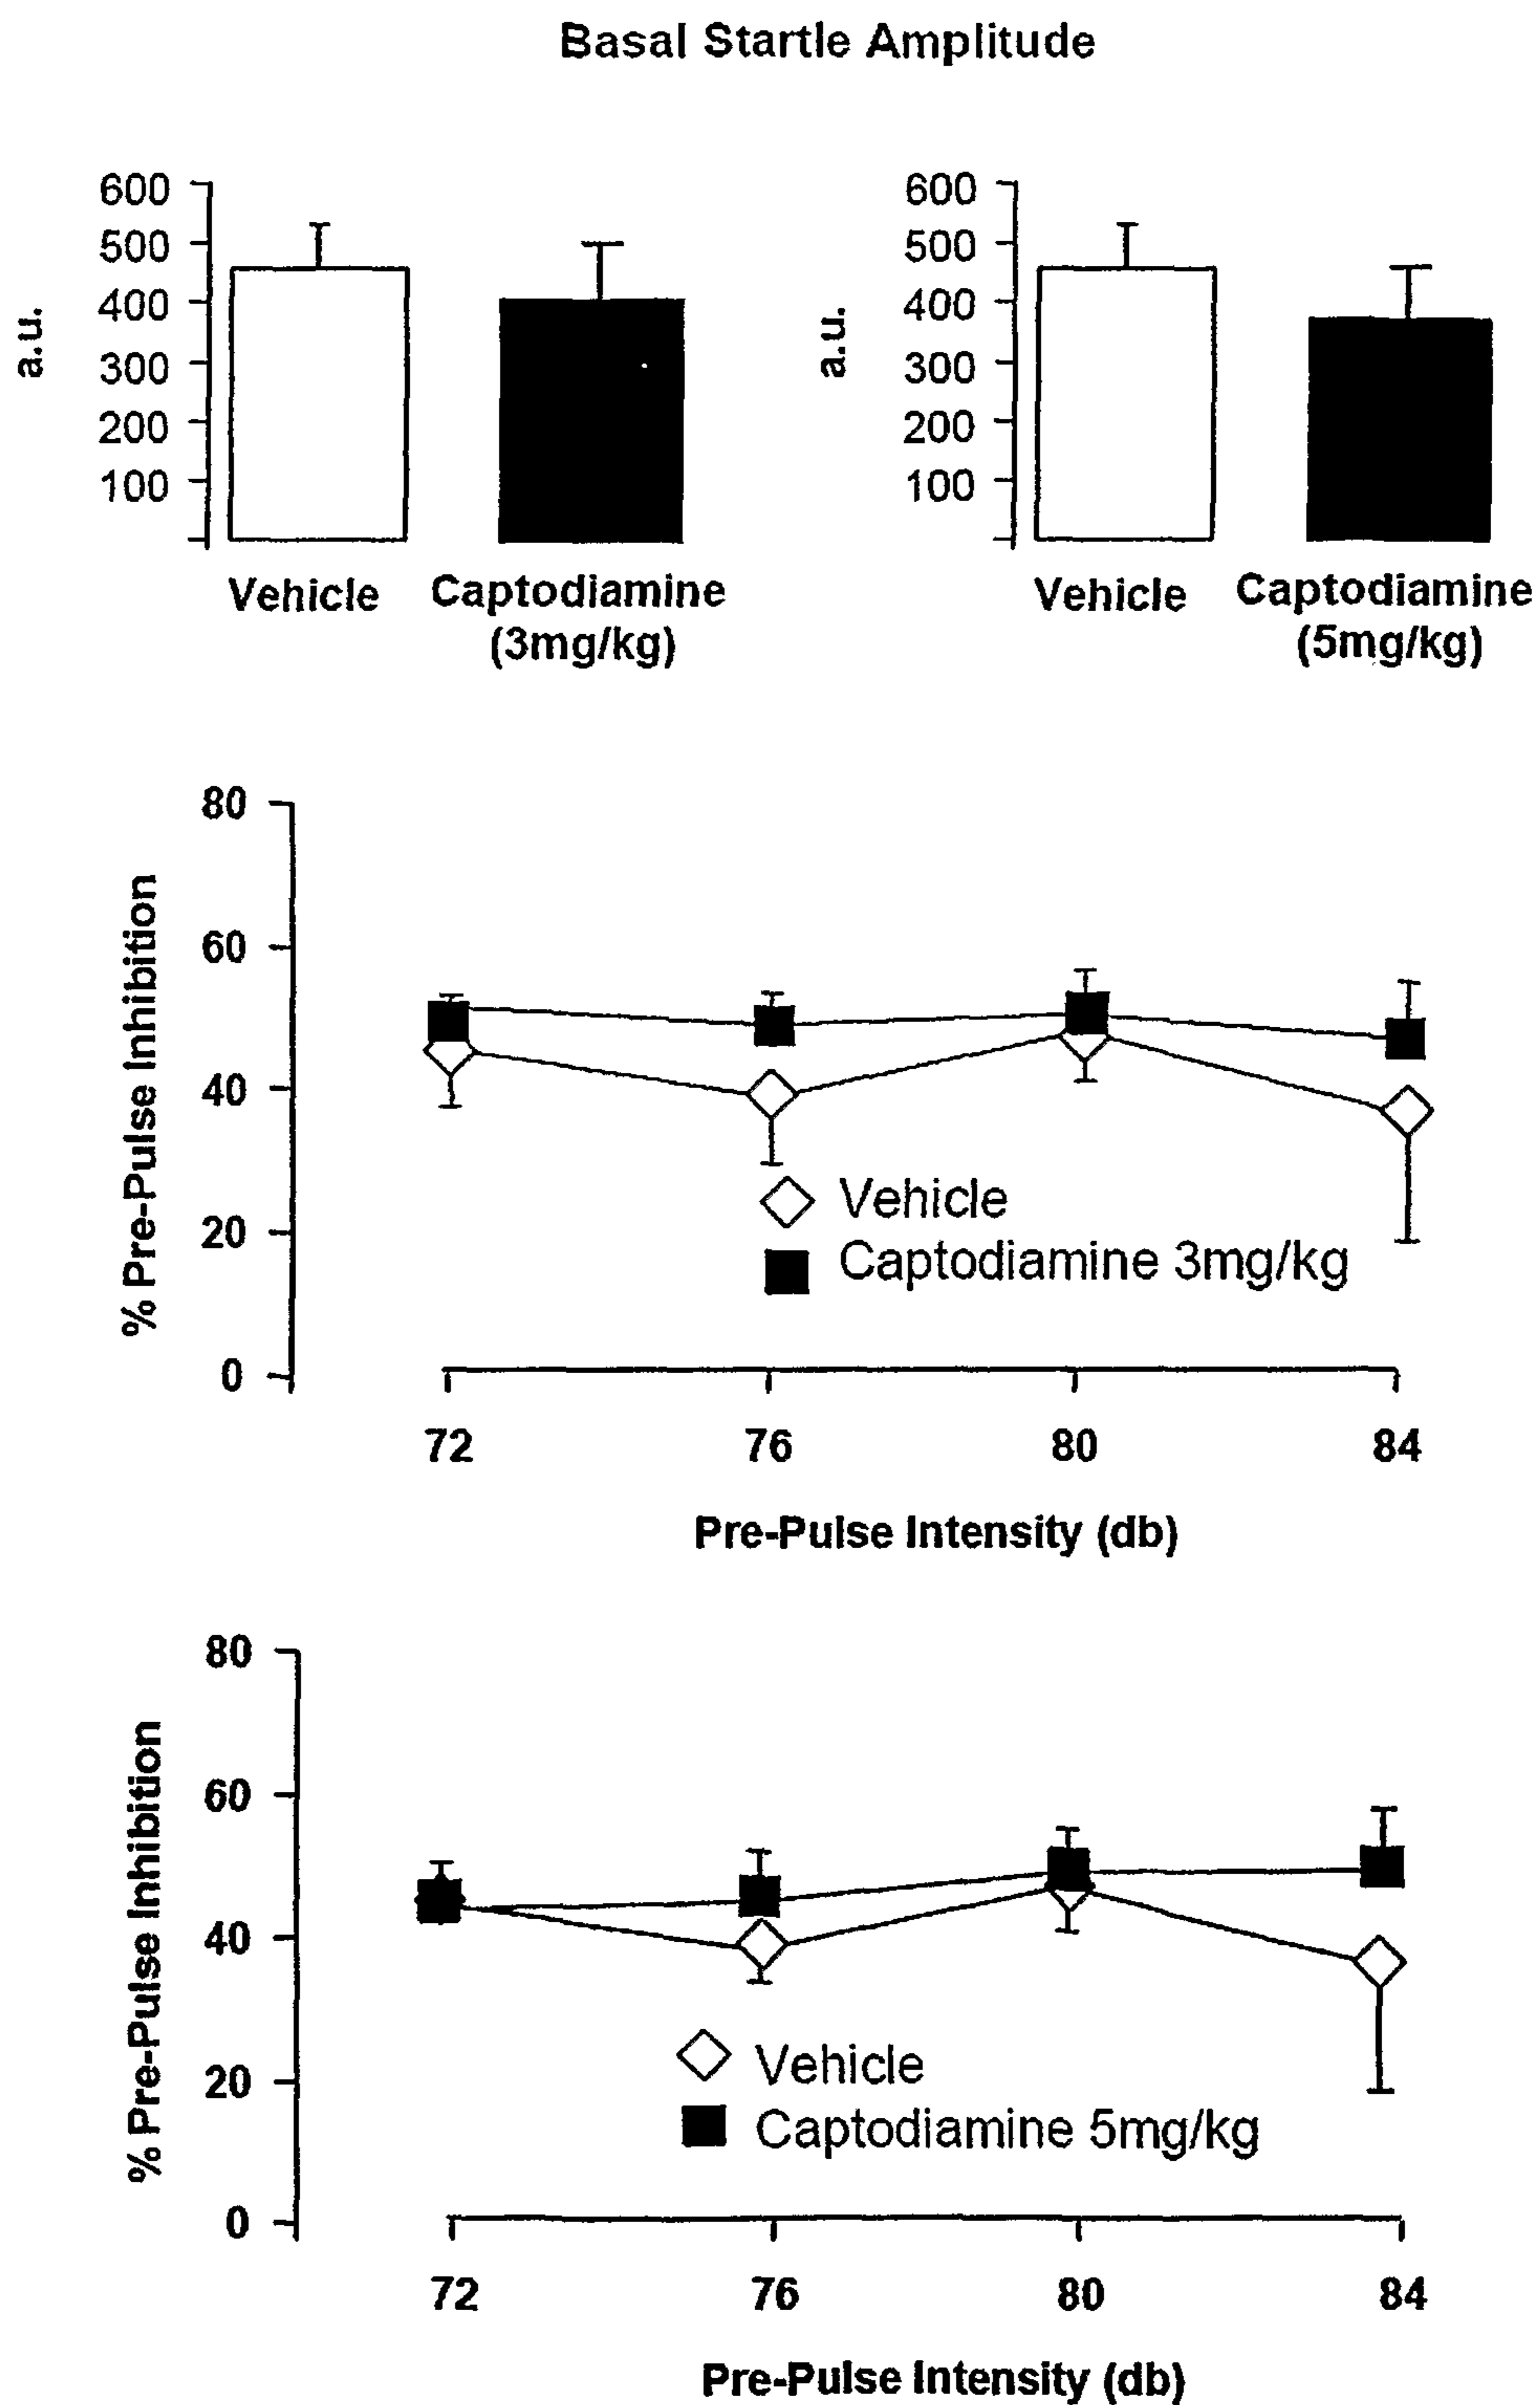 Basal Startle Amplitude
600
500
400
300
200
100
a.u.
Vehicle
Captodiamine
(3mg/kg)
600
500
400
300
200
100
a.u.
Vehicle
Captodiamine
(5mg/kg)
80
60
40
20
0
% Pre-Pulse Inhibition
Vehicle
Captodiamine 3mg/kg
72 76 80 84
Pre-Pulse Intensity (db)
80
60
40
20
0
% Pre-Pulse Inhibition
Vehicle
Captodiamine 5mg/kg
72 76 80 84
Pre-Pulse Intensity (db)